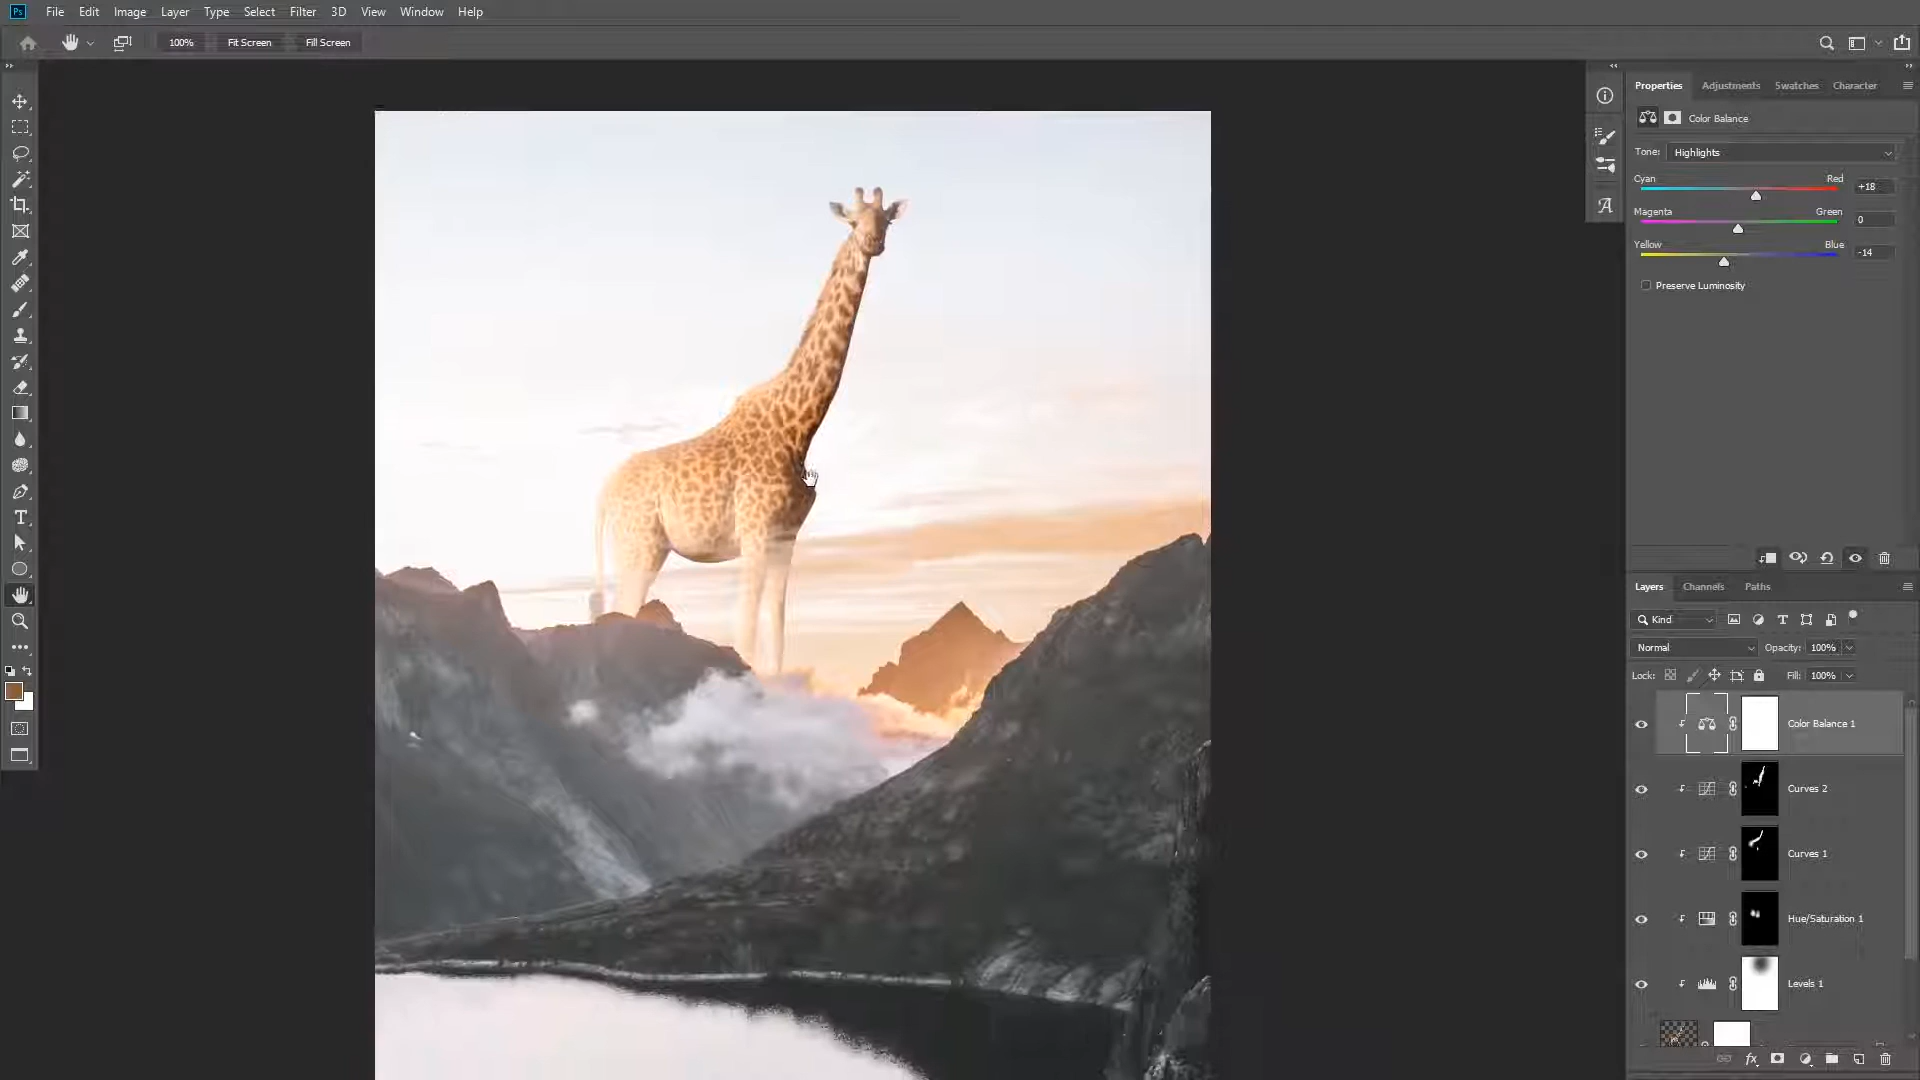 Ps File Edit Image Layer Type Select Filter 3D View Window Help
100% Fit Screen Fill Screen
Properties Adjustments Swatches Character
Color Balance
Tone: Highlights
Cyan Red +18
Magenta Green 0
Yellow Blue -14
Preserve Luminosity
Layers Channels Paths
Kind
Normal Opacity: 100%
Lock: Fill: 100%
Color Balance 1
Curves 2
Curves 1
Hue/Saturation 1
Levels 1
fx